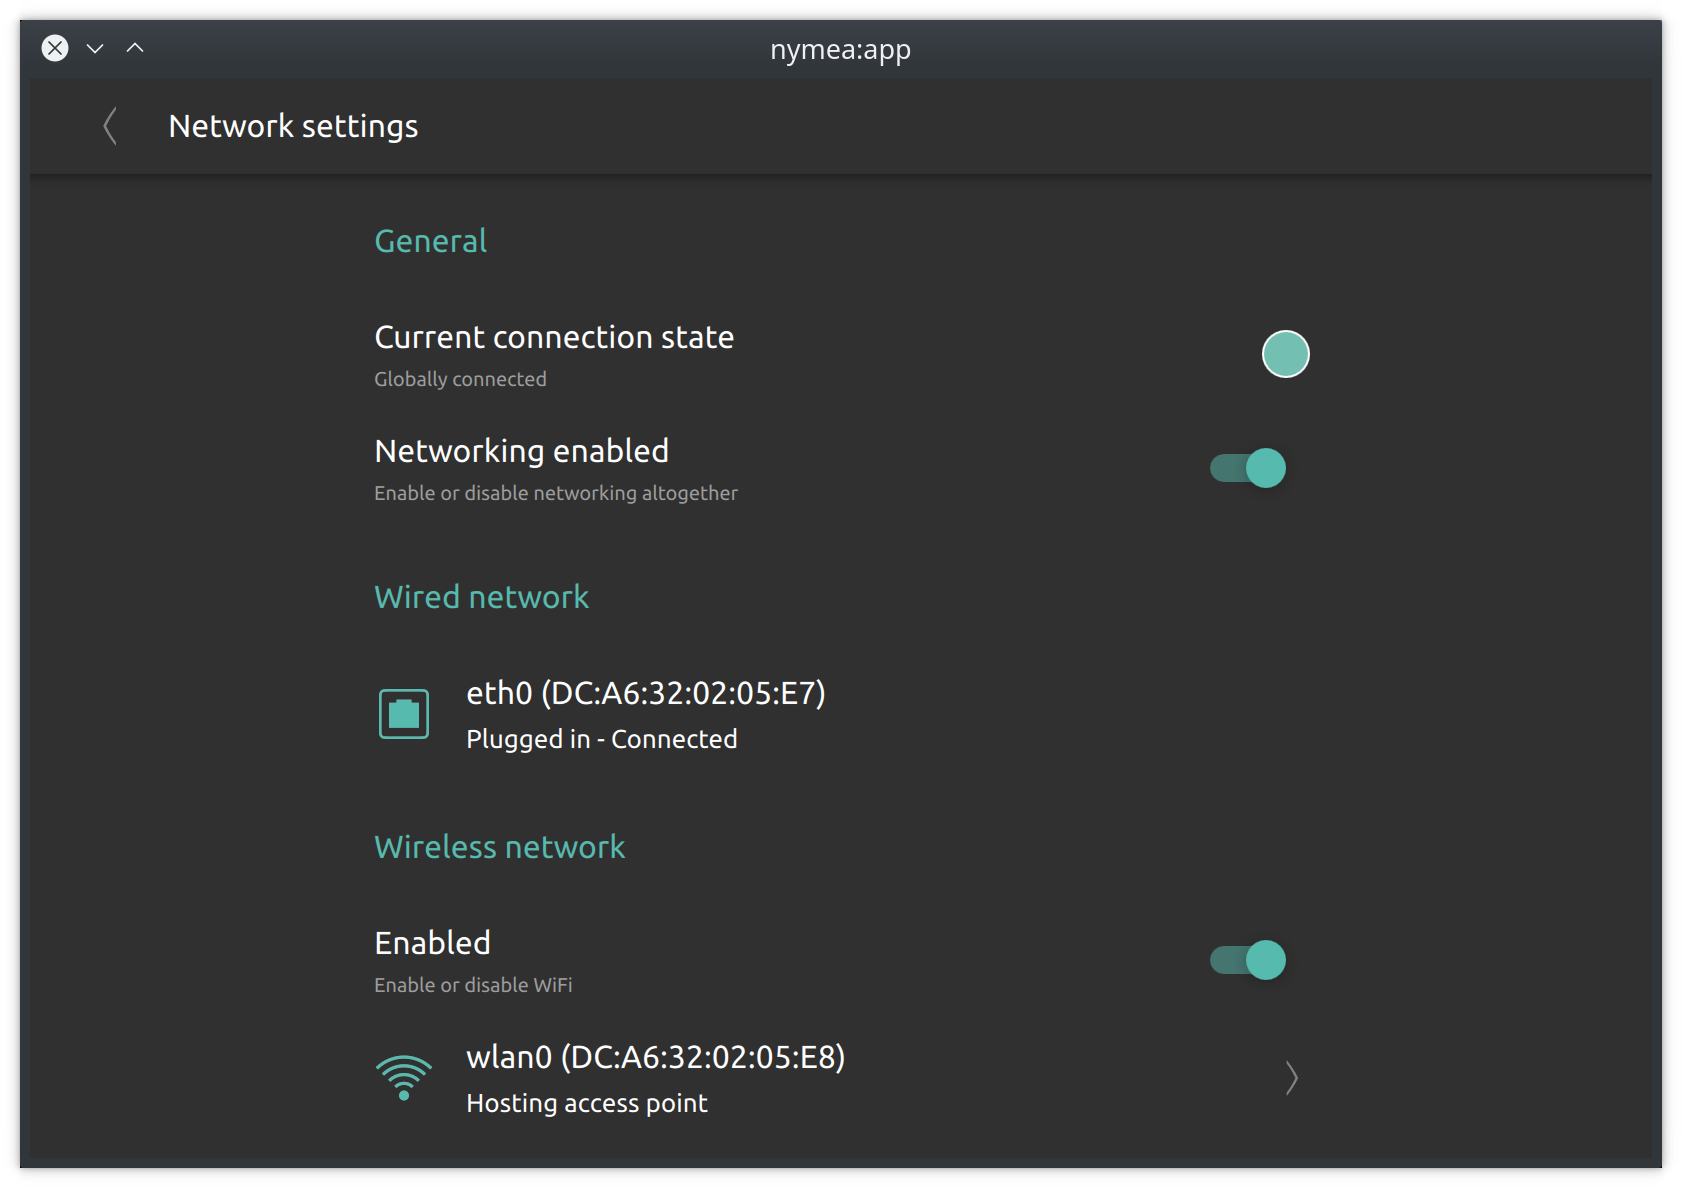 nymea:app
Network settings
General
Current connection state
Globally connected
Networking enabled
Enable or disable networking altogether
Wired network
eth0 (DC:A6:32:02:05:E7)
Plugged in - Connected
Wireless network
Enabled
Enable or disable WiFi
wlan0 (DC:A6:32:02:05:E8)
Hosting access point